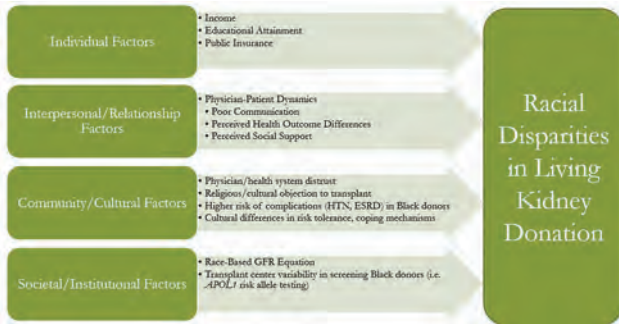 Individual Factors
• Income
• Educational Attainment
• Public Insurance
Interpersonal/Relationship
Factors
• Physician-Patient Dynamics
• Poor Communication
• Perceived Health Outcome Differences
• Perceived Social Support
Community/Cultural Factors
• Physician/health system distrust
• Religious/cultural objection to transplant
• Higher risk of complications (HTN, ESRD) in Black donors
• Cultural differences in risk tolerance, coping mechanisms
Societal/Institutional Factors
• Race-Based GFR Equation
• Transplant center variability in screening Black donors (i.e.
APOL1 risk allele testing)
Racial
Disparities
in Living
Kidney
Donation